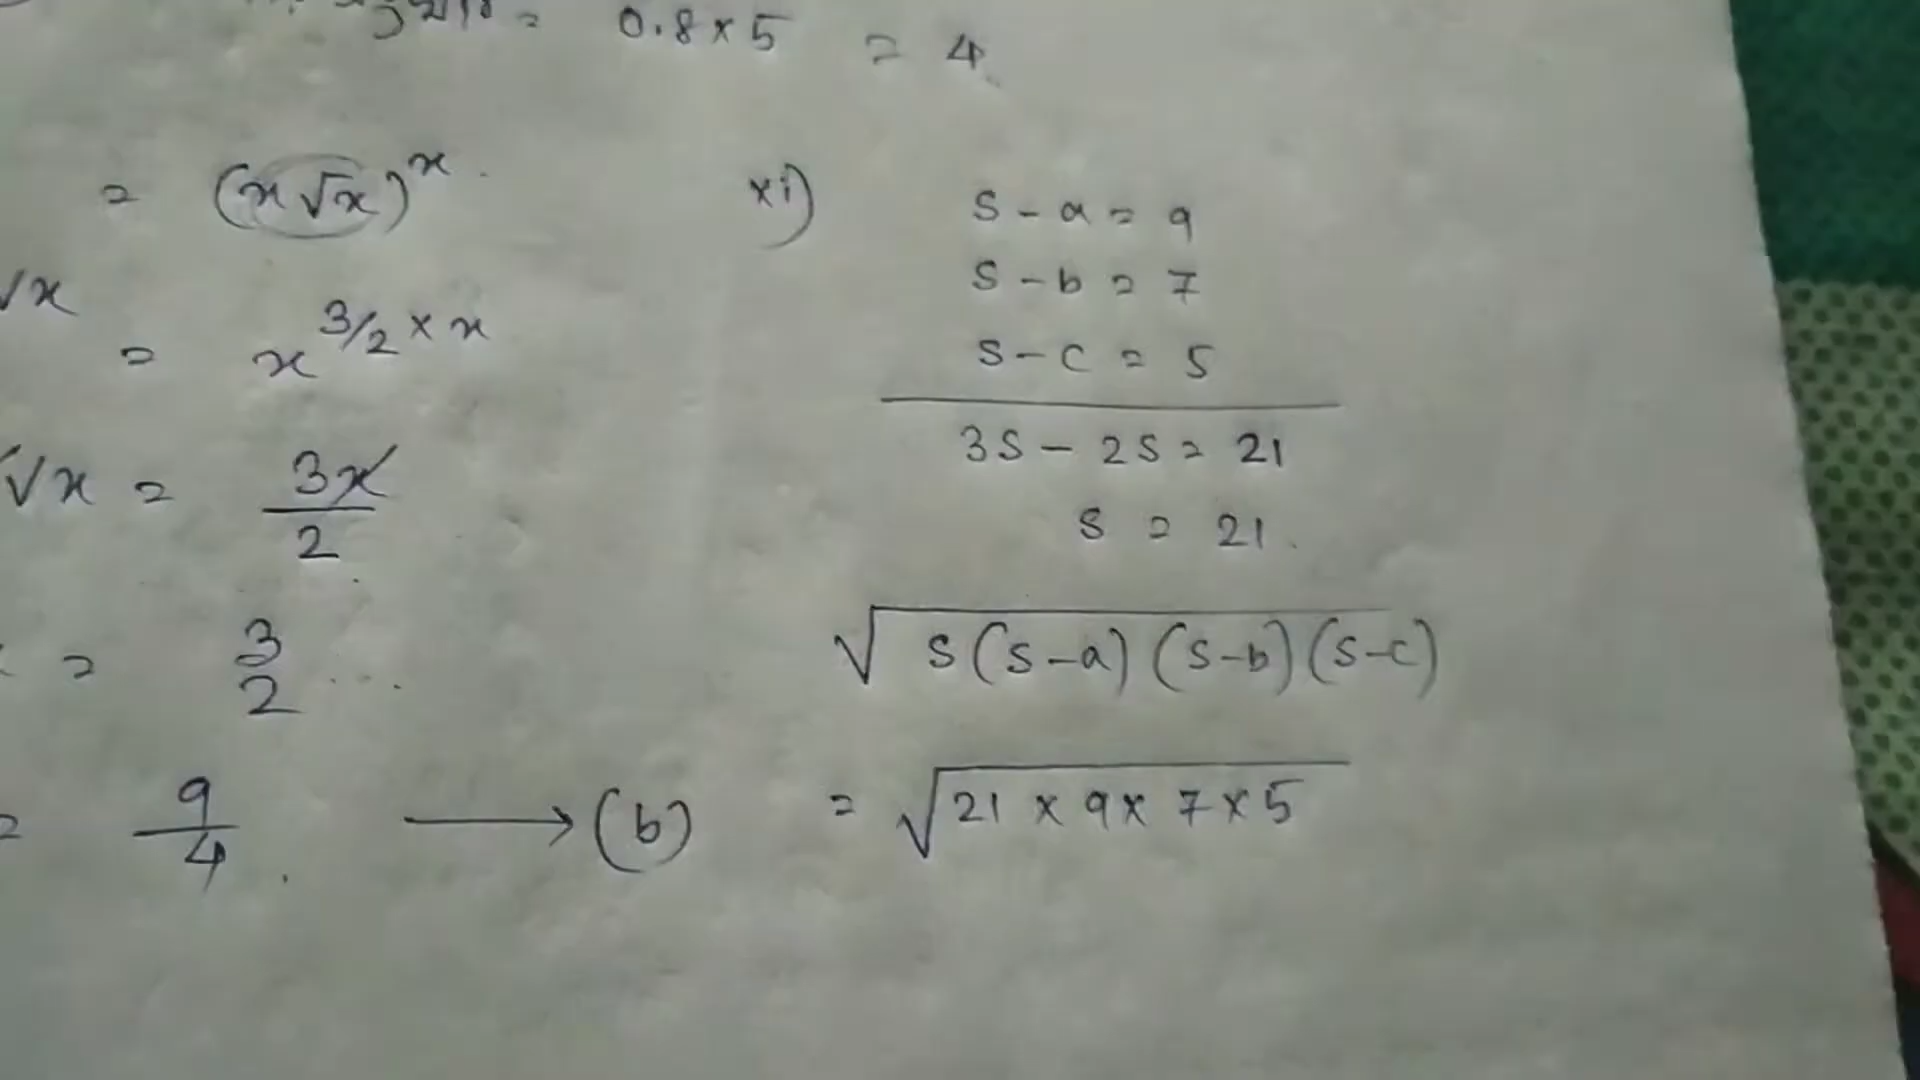 = 0.8 × 5 = 4
= (x√x)^x
√x
= x^(3/2 × x)
√x = 3x/2
= 3/2
= 9/4 → (b)
xi) s - a = 9
s - b = 7
s - c = 5
3s - 2s = 21
s = 21.
√s(s-a)(s-b)(s-c)
= √21 × 9 × 7 × 5